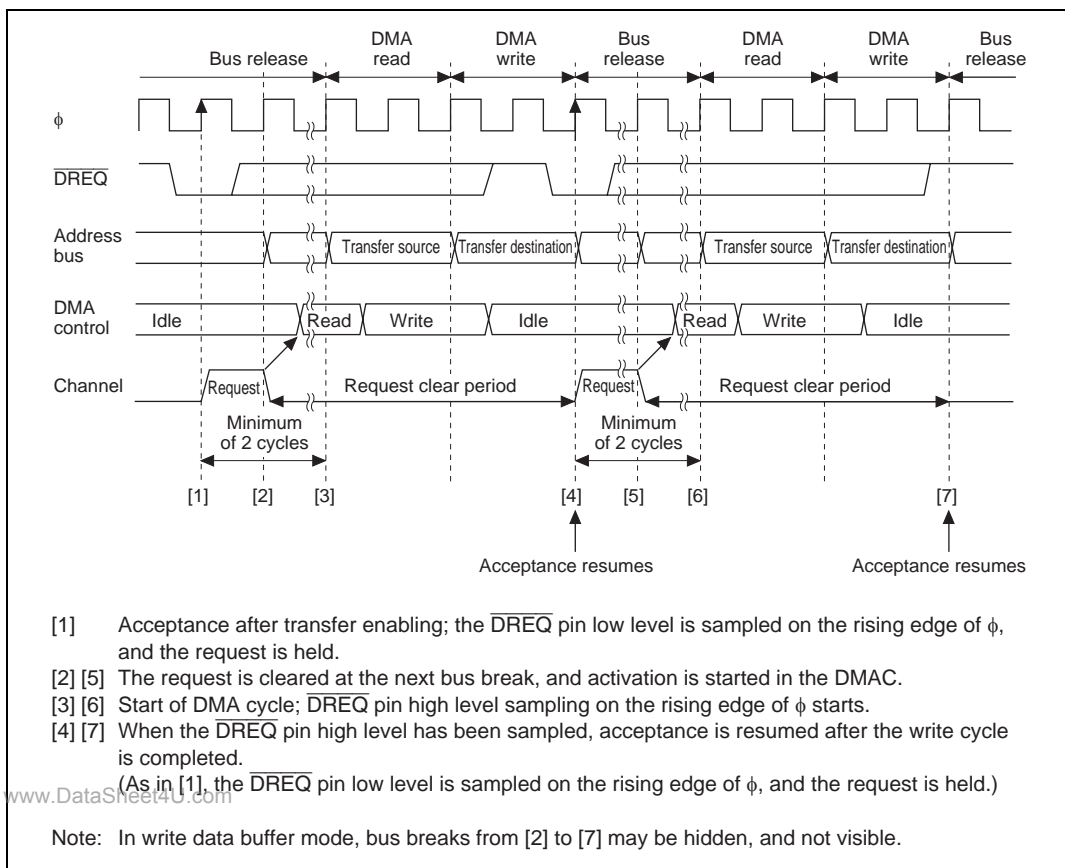 Bus release
DMA
read
DMA
write
Bus
release
DMA
read
DMA
write
Bus
release
ϕ
DREQ
Address
bus
Transfer source
Transfer destination
Transfer source
Transfer destination
DMA
control
Idle
Read
Write
Idle
Read
Write
Idle
Channel
Request
Request clear period
Request
Request clear period
Minimum
of 2 cycles
Minimum
of 2 cycles
[1]
[2]
[3]
[4]
[5]
[6]
[7]
Acceptance resumes
Acceptance resumes
[1] Acceptance after transfer enabling; the DREQ pin low level is sampled on the rising edge of ϕ,
and the request is held.
[2] [5] The request is cleared at the next bus break, and activation is started in the DMAC.
[3] [6] Start of DMA cycle; DREQ pin high level sampling on the rising edge of ϕ starts.
[4] [7] When the DREQ pin high level has been sampled, acceptance is resumed after the write cycle
is completed.
(As in [1], the DREQ pin low level is sampled on the rising edge of ϕ, and the request is held.)
www.DataSheet4U.com
Note: In write data buffer mode, bus breaks from [2] to [7] may be hidden, and not visible.